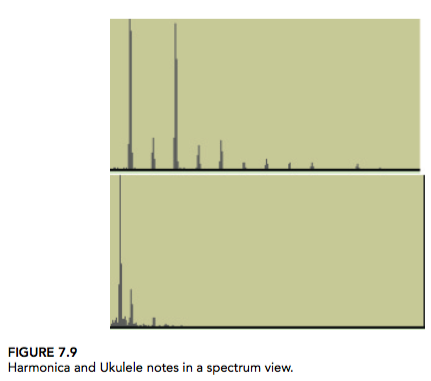 FIGURE 7.9
Harmonica and Ukulele notes in a spectrum view.